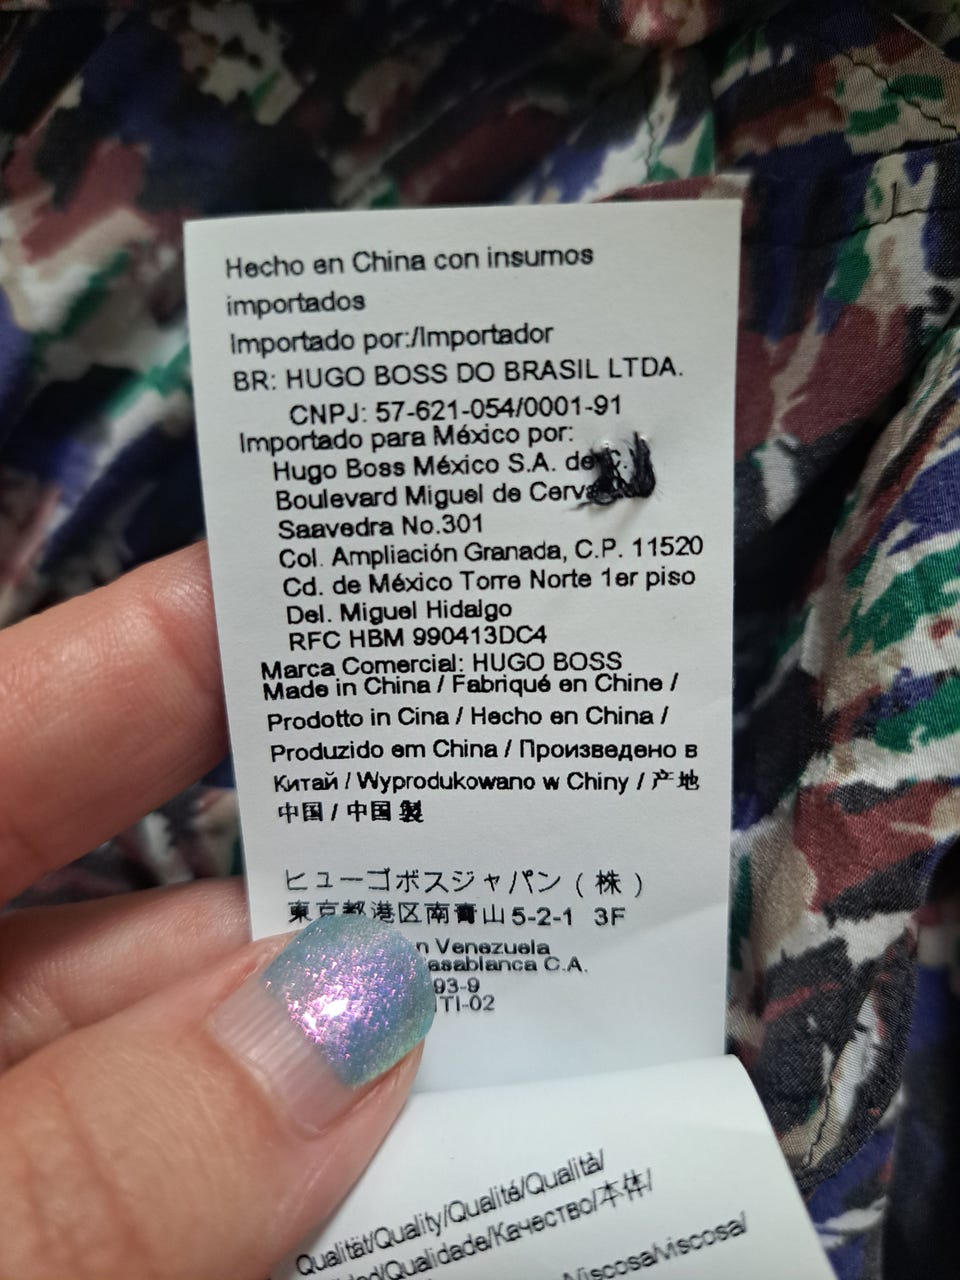 Hecho en China con insumos
importados
Importado por:/Importador
BR: HUGO BOSS DO BRASIL LTDA.
CNPJ: 57-621-054/0001-91
Importado para México por:
Hugo Boss México S.A. de
Boulevard Miguel de
Saavedra No.301
Col. Ampliación Granada, C.P. 11520
Cd. de México Torre Norte 1er piso
Del. Miguel Hidalgo
RFC HBM 990413DC4
Marca Comercial: HUGO BOSS
Made in China / Fabriqué en Chine /
Prodotto in Cina / Hecho en China /
Produzido em China / Произведено в
Китай / Wyprodukowano w Chiny / 产地
中国 / 中国 製
ヒューゴボスジャパン ( 株 )
東京都港区南青山 5-2-1 3F
Venezuela
C.A.
93-9
Qualität/Quality/Qualité/Qualità/
/Qualidade/Качество/本体/
/Viscosa/viscosa/